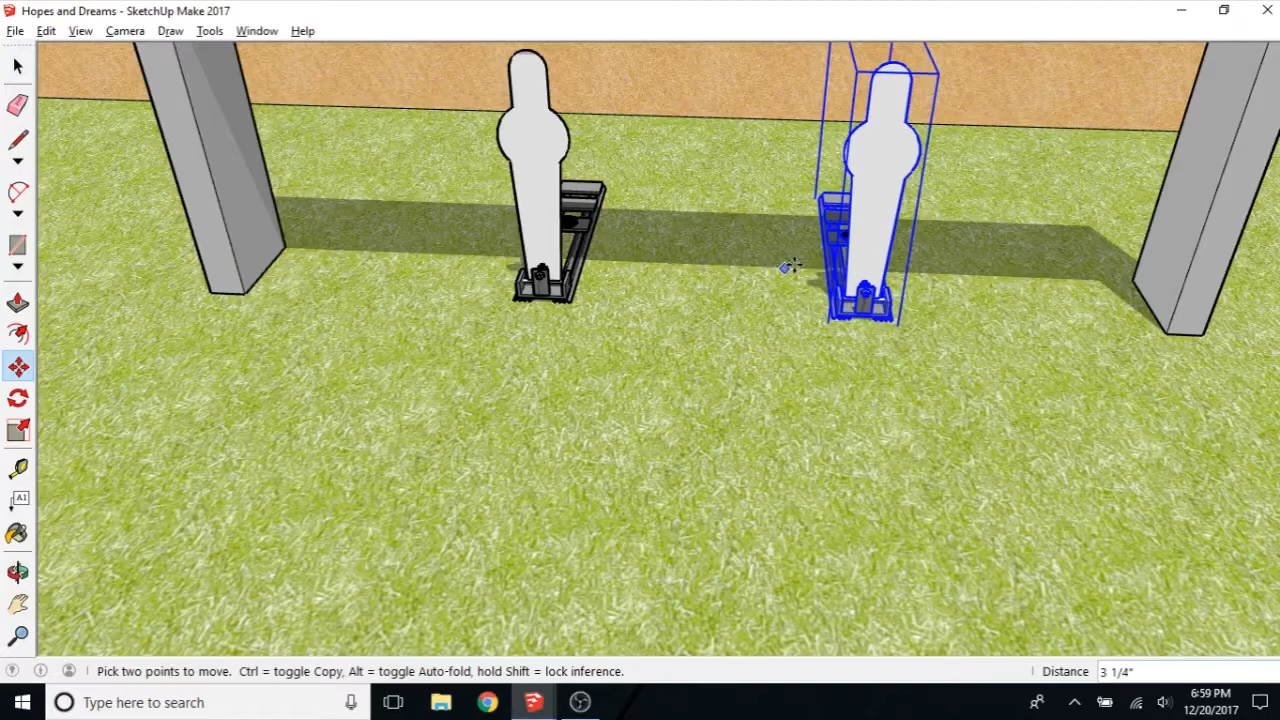 Hopes and Dreams - SketchUp Make 2017
File Edit View Camera Draw Tools Window Help
A1
Pick two points to move. Ctrl = toggle Copy, Alt = toggle Auto-fold, hold Shift = lock inference.
Distance 3 1/4"
Type here to search
6:59 PM
12/20/2017